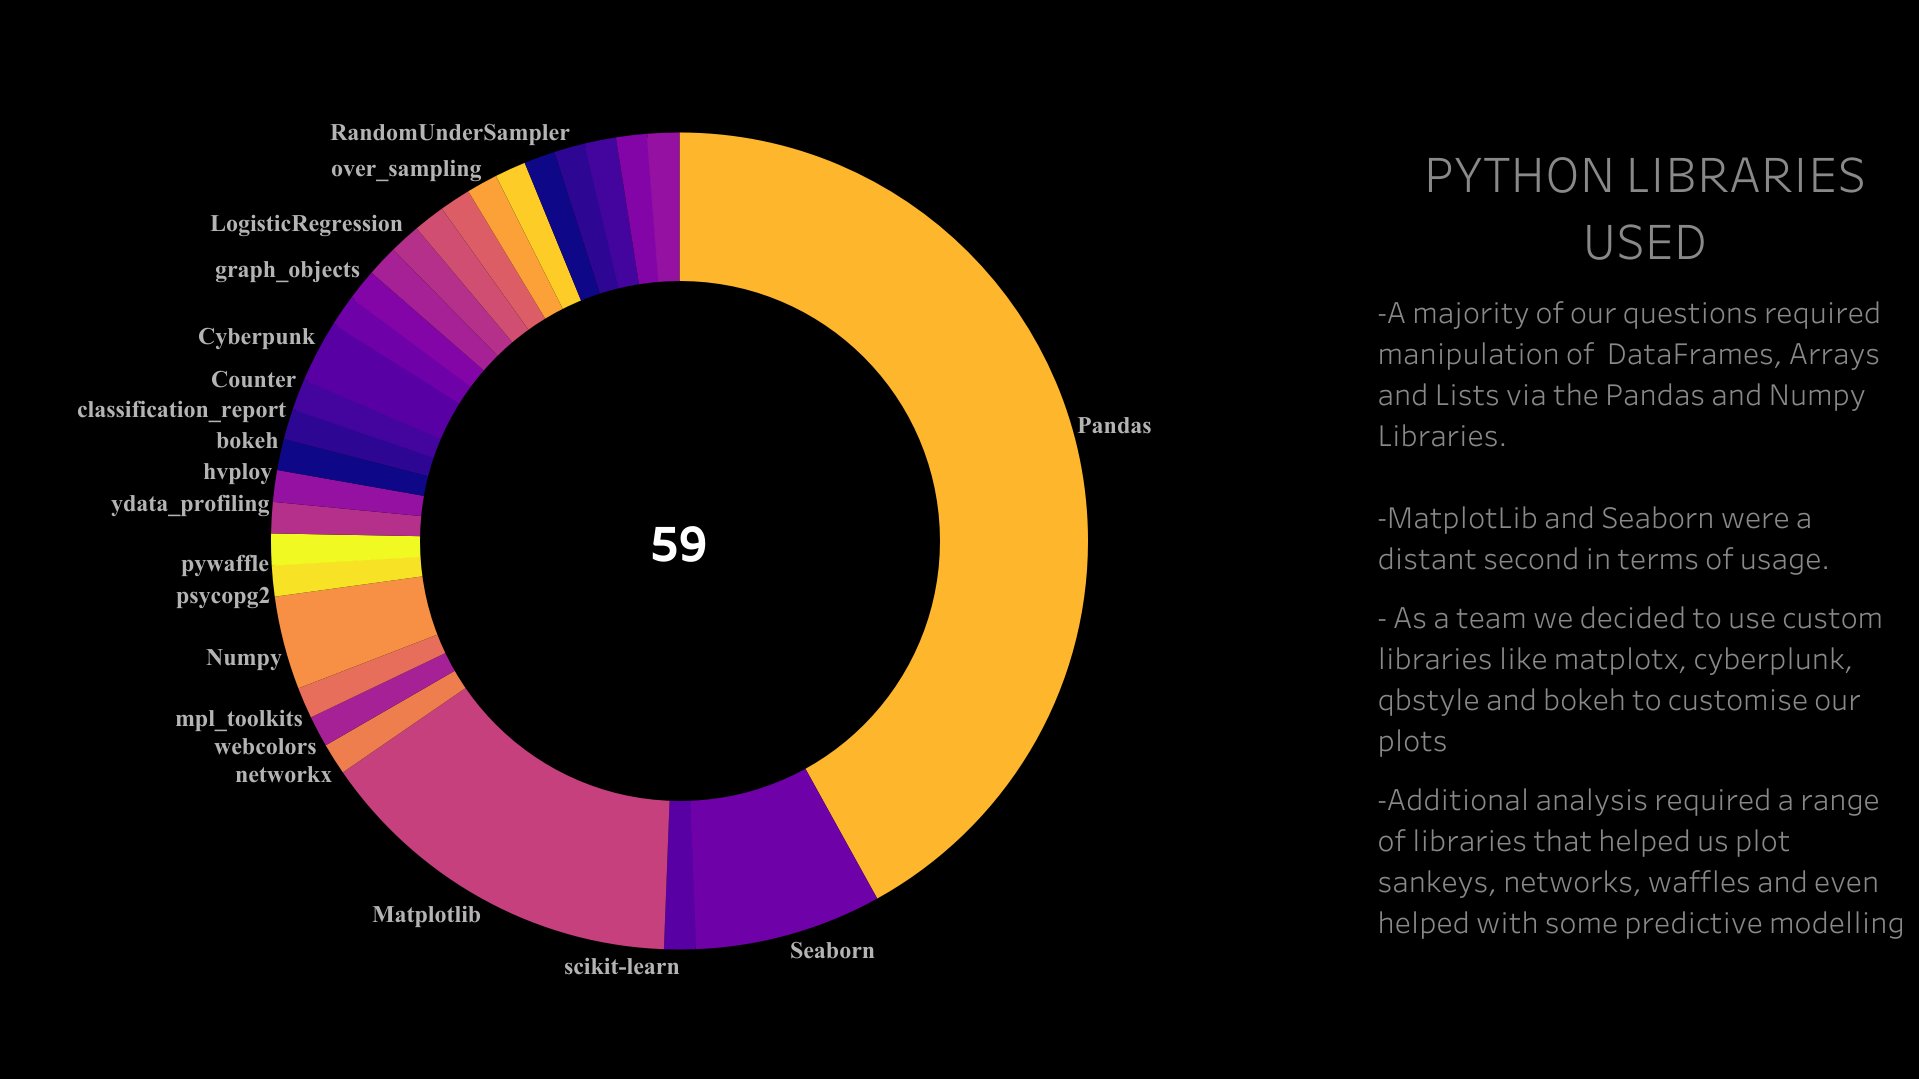 RandomUnderSampler
over_sampling
LogisticRegression
graph_objects
Cyberpunk
Counter
classification_report
bokeh
hvploy
ydata_profiling
pywaffle
psycopg2
Numpy
mpl_toolkits
webcolors
networkx
Matplotlib
scikit-learn
Seaborn
Pandas
59
PYTHON LIBRARIES
USED
-A majority of our questions required
manipulation of  DataFrames, Arrays
and Lists via the Pandas and Numpy
Libraries.
-MatplotLib and Seaborn were a
distant second in terms of usage.
- As a team we decided to use custom
libraries like matplotx, cyberplunk,
qbstyle and bokeh to customise our
plots
-Additional analysis required a range
of libraries that helped us plot
sankeys, networks, waffles and even
helped with some predictive modelling